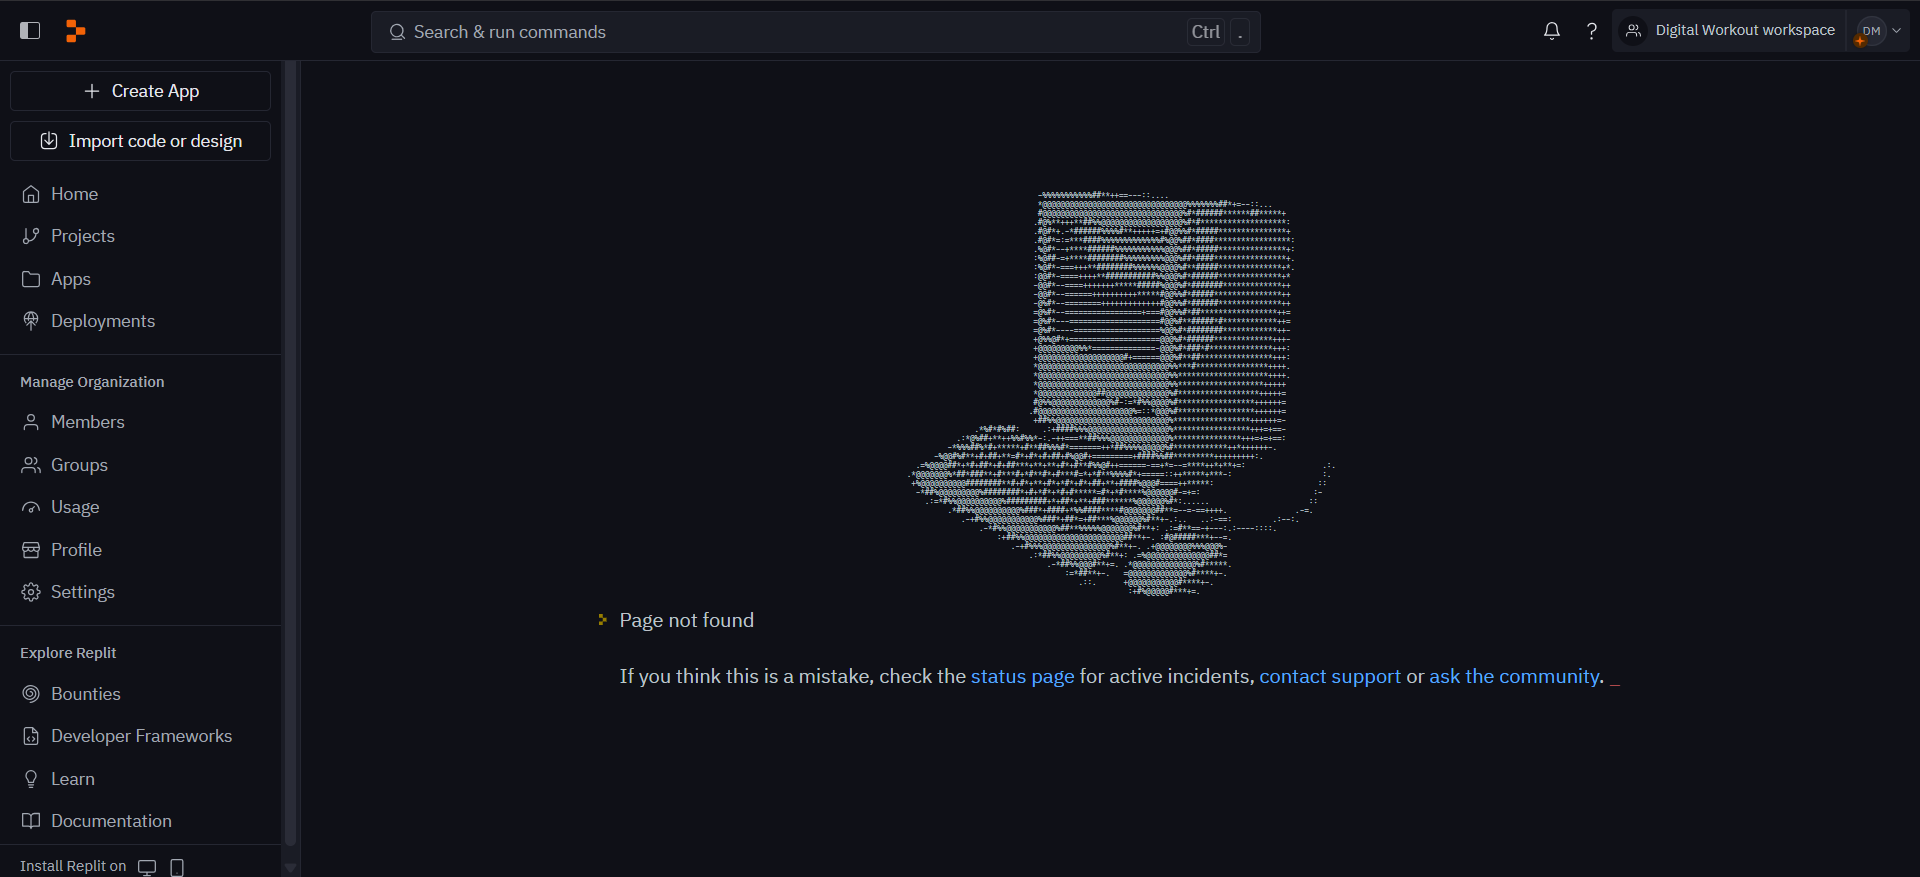 Search & run commands
Ctrl
.
?
Digital Workout workspace
DM
Create App
Import code or design
Home
Projects
Apps
Deployments
Manage Organization
Members
Groups
Usage
Profile
Settings
Explore Replit
Bounties
Developer Frameworks
Learn
Documentation
Install Replit on
Page not found
If you think this is a mistake, check the status page for active incidents, contact support or ask the community. _